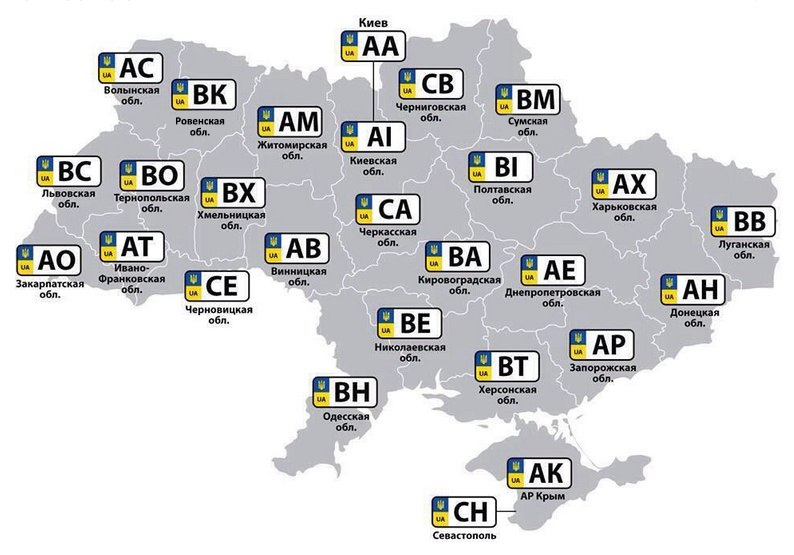 Киев
UA AA
UA AC
Волынская
обл.
UA BK
Ровенская
обл.
UA AM
Житомирская
обл.
UA AI
Киевская
обл.
UA CB
Черниговская
обл.
UA BM
Сумская
обл.
UA BC
Львовская
обл.
UA BO
Тернопольская
обл.
UA BX
Хмельницкая
обл.
UA CA
Черкасская
обл.
UA BI
Полтавская
обл.
UA AX
Харьковская
обл.
UA BB
Луганская
обл.
UA AO
Закарпатская
обл.
UA AT
Ивано-
Франковская
обл.
UA CE
Черновицкая
обл.
UA AB
Винницкая
обл.
UA BA
Кировоградская
обл.
UA AE
Днепропетровская
обл.
UA AH
Донецкая
обл.
UA BE
Николаевская
обл.
UA BT
Херсонская
обл.
UA AP
Запорожская
обл.
UA BH
Одесская
обл.
UA AK
АР Крым
UA CH
Севастополь